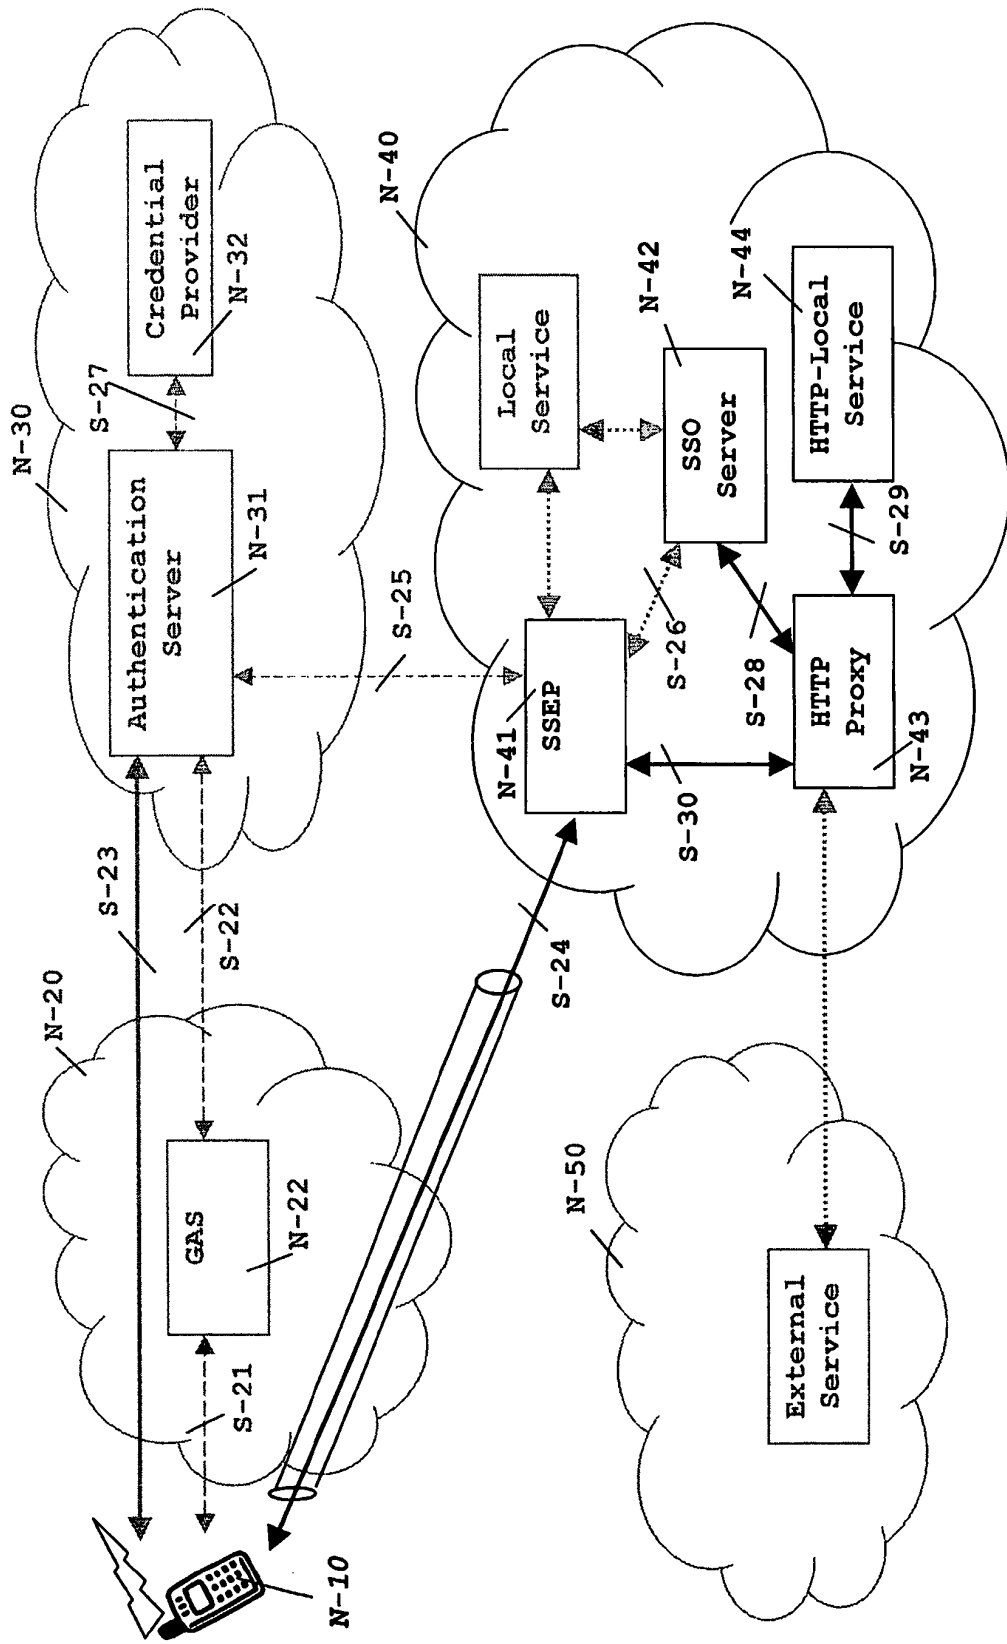 N-10
S-21
GAS
N-22
N-20
S-22
S-23
N-30
Authentication
Server
N-31
S-27
Credential
Provider
N-32
S-25
S-24
N-40
N-41
SSEP
Local
Service
S-26
SSO
Server
N-42
S-28
S-30
HTTP
Proxy
N-43
S-29
HTTP-Local
Service
N-44
N-50
External
Service